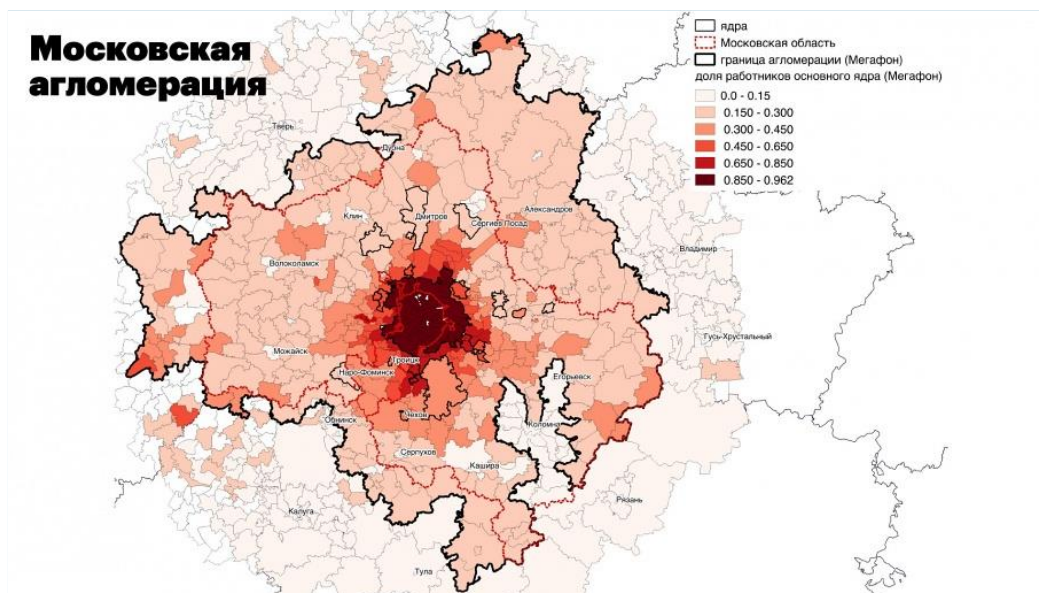 Московская
агломерация
ядра
Московская область
граница агломерации (Мегафон)
доля работников основного ядра (Мегафон)
0.0 - 0.15
0.150 - 0.300
0.300 - 0.450
0.450 - 0.650
0.650 - 0.850
0.850 - 0.962
Тверь
Дубна
Клин
Дмитров
Сергиев Посад
Александров
Владимир
Волоколамск
Гусь-Хрустальный
Можайск
Троицк
Наро-Фоминск
Егорьевск
Чехов
Обнинск
Коломна
Серпухов
Кашира
Рязань
Калуга
Тула